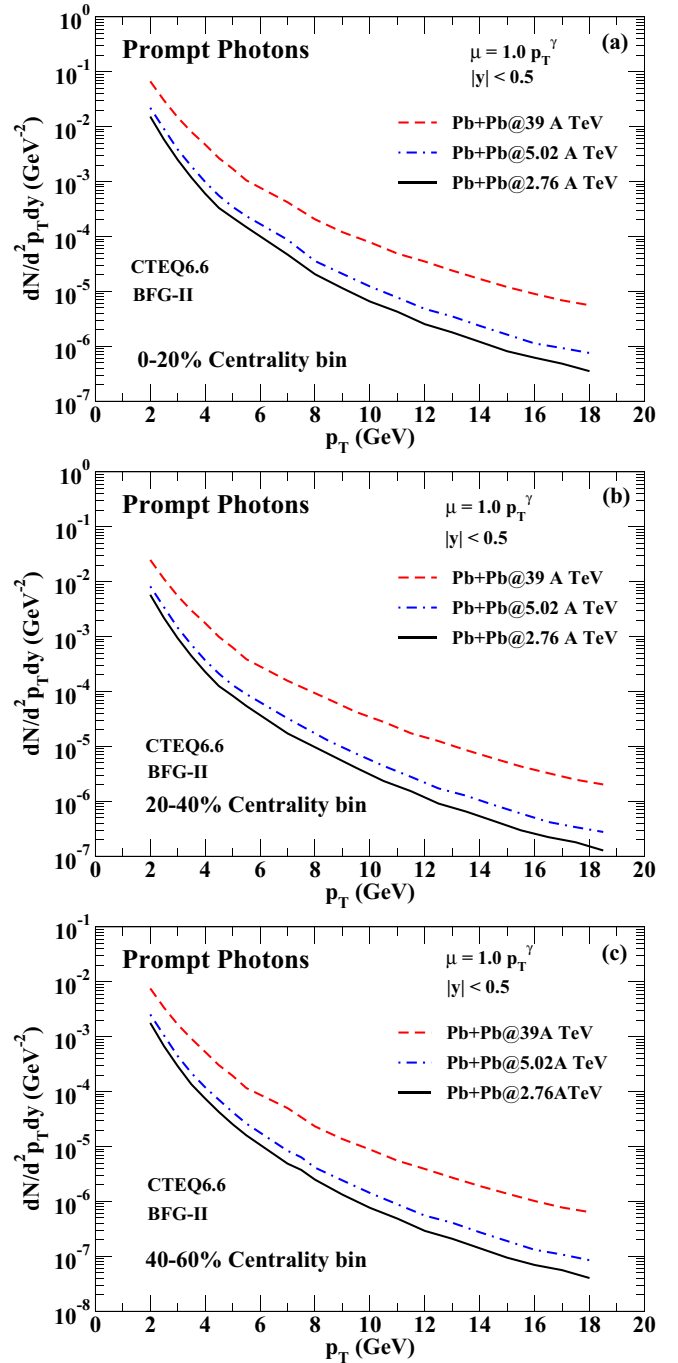 10^0
Prompt Photons
μ = 1.0 p_T^γ
(a)
|y| < 0.5
10^-1
Pb+Pb@39 A TeV
10^-2
Pb+Pb@5.02 A TeV
Pb+Pb@2.76 A TeV
10^-3
dN/d^2p_Tdy (GeV^-2)
10^-4
CTEQ6.6
10^-5
BFG-II
10^-6
0-20% Centrality bin
10^-7
0 2 4 6 8 10 12 14 16 18 20
p_T (GeV)
10^0
Prompt Photons
μ = 1.0 p_T^γ
(b)
|y| < 0.5
10^-1
Pb+Pb@39 A TeV
10^-2
Pb+Pb@5.02 A TeV
Pb+Pb@2.76 A TeV
10^-3
dN/d^2p_Tdy (GeV^-2)
10^-4
CTEQ6.6
10^-5
BFG-II
10^-6
20-40% Centrality bin
10^-7
0 2 4 6 8 10 12 14 16 18 20
p_T (GeV)
10^-1
Prompt Photons
μ = 1.0 p_T^γ
(c)
|y| < 0.5
10^-2
Pb+Pb@39A TeV
10^-3
Pb+Pb@5.02A TeV
Pb+Pb@2.76ATeV
10^-4
dN/d^2p_Tdy (GeV^-2)
10^-5
10^-6
CTEQ6.6
BFG-II
10^-7
40-60% Centrality bin
10^-8
0 2 4 6 8 10 12 14 16 18 20
p_T (GeV)